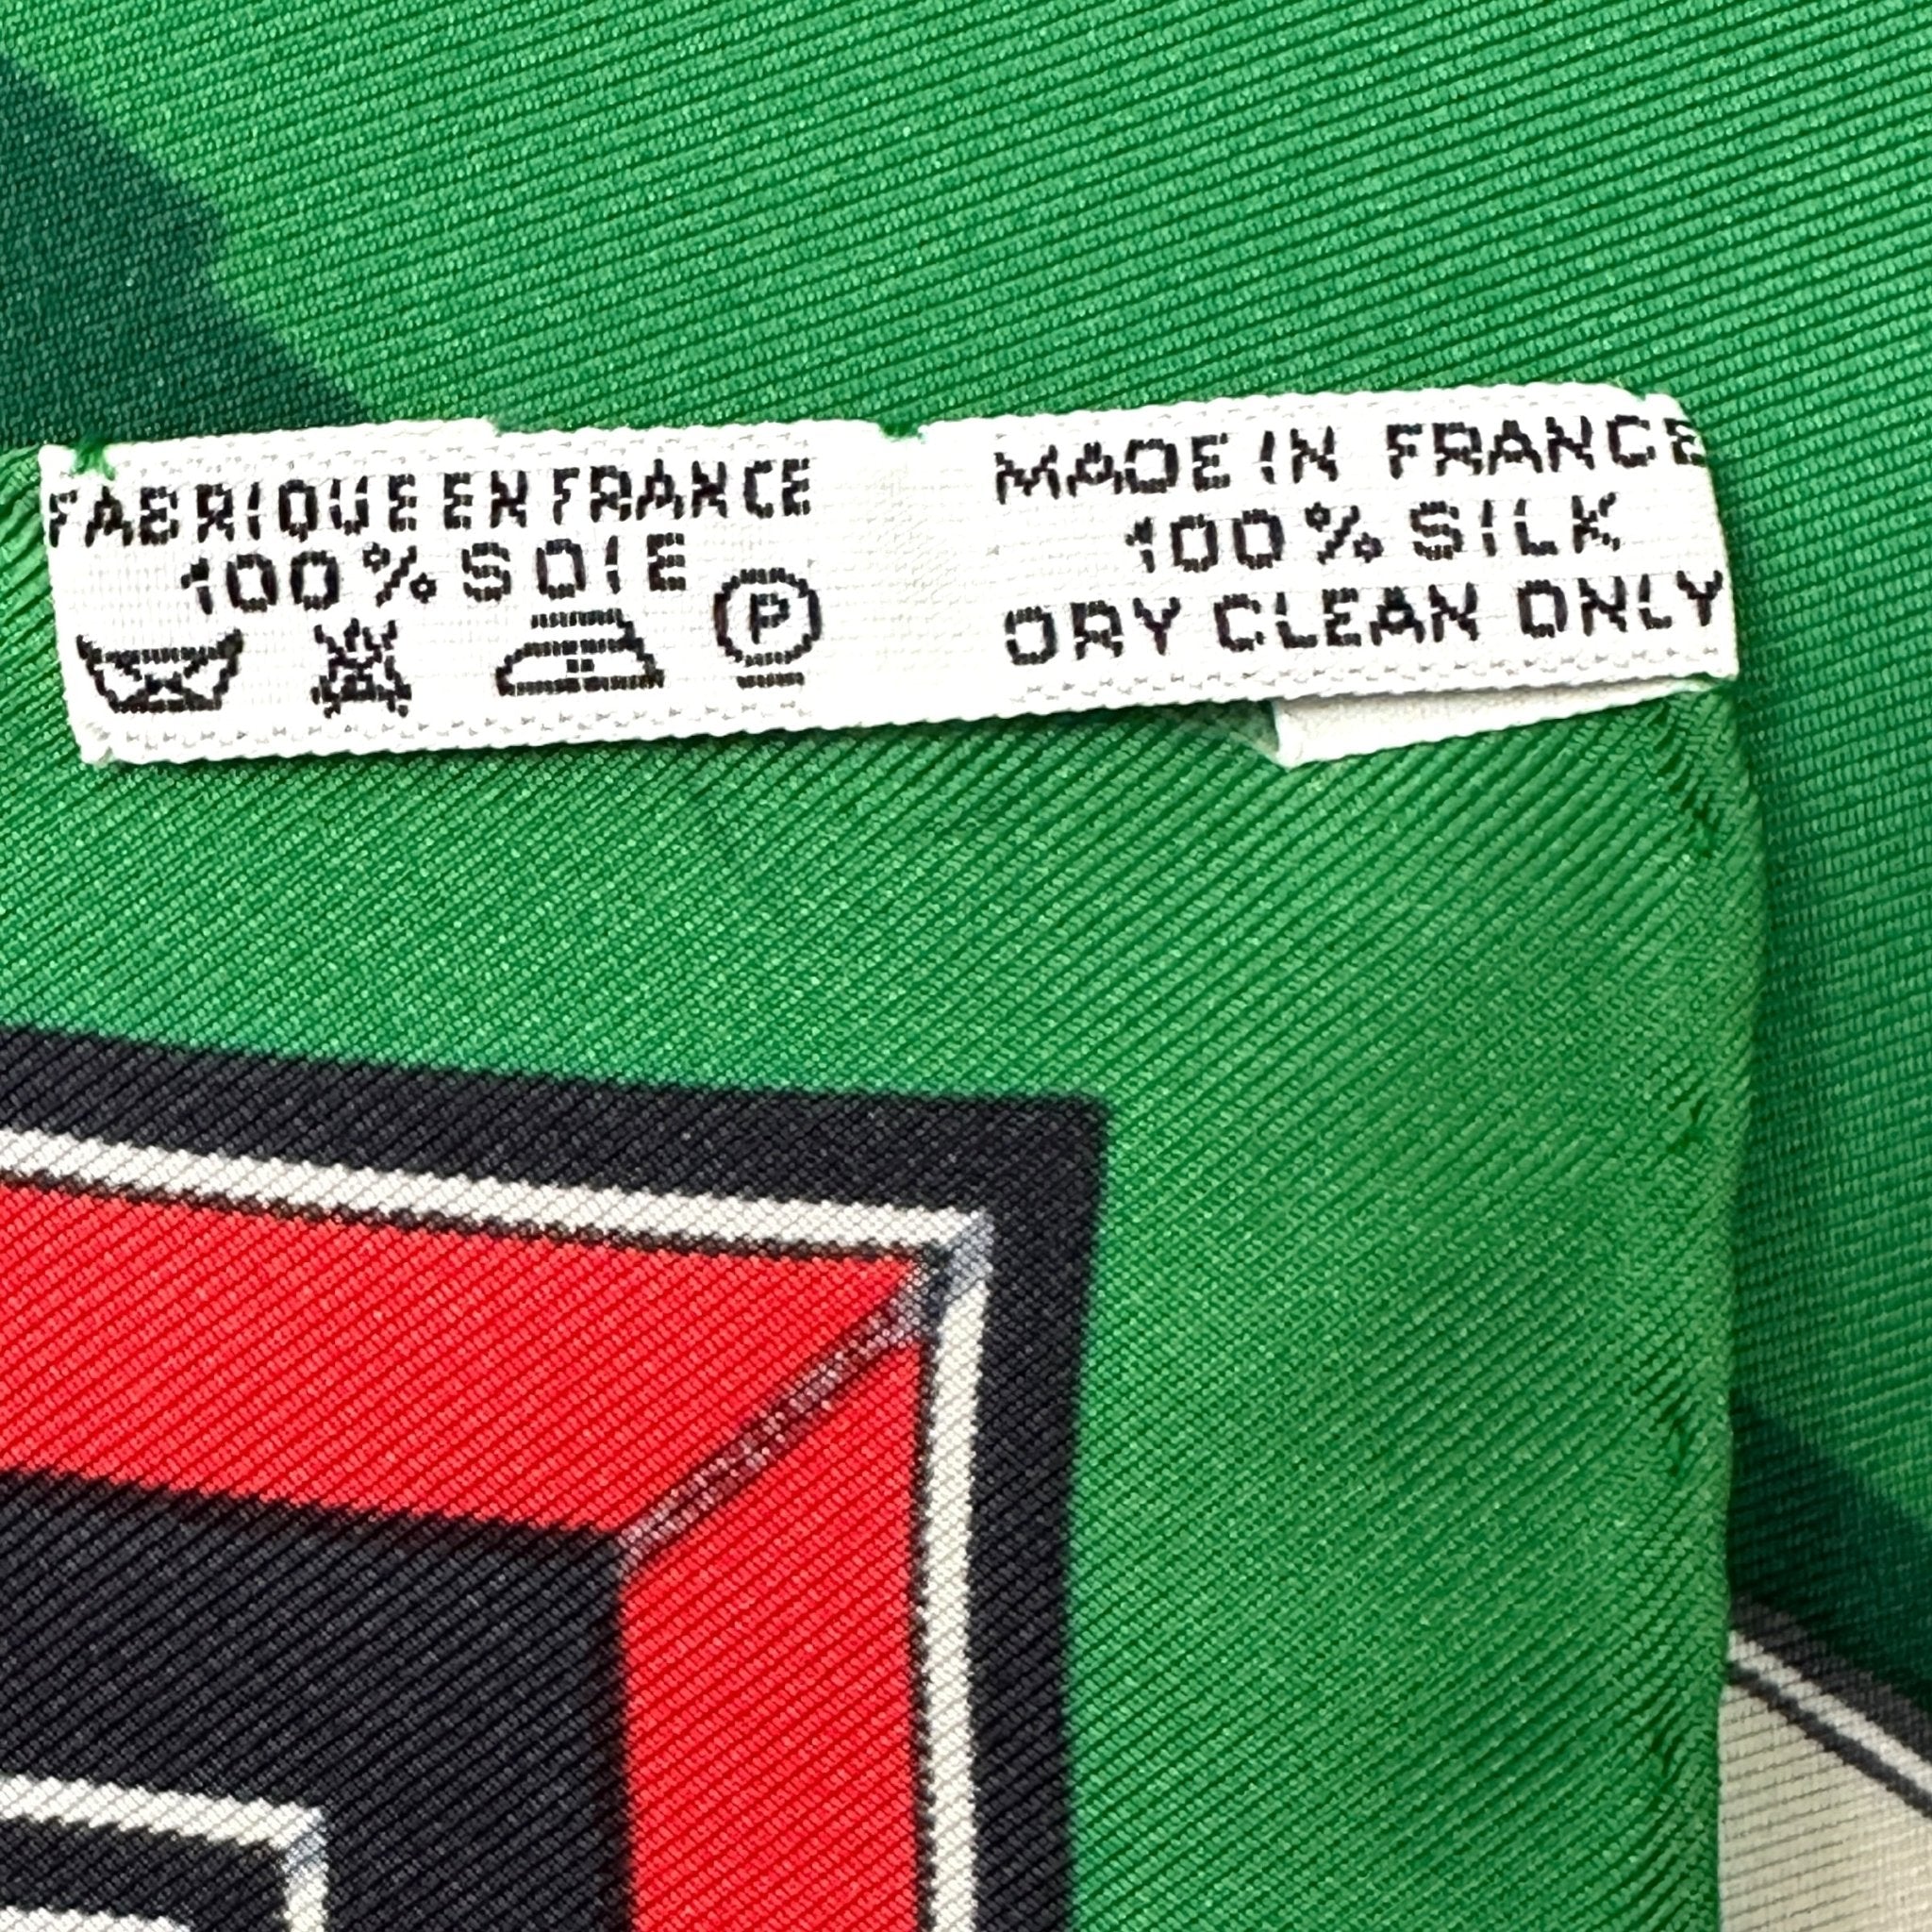 FABRIQUE EN FRANCE
100% SOIE
P
MADE IN FRANCE
100% SILK
DRY CLEAN ONLY